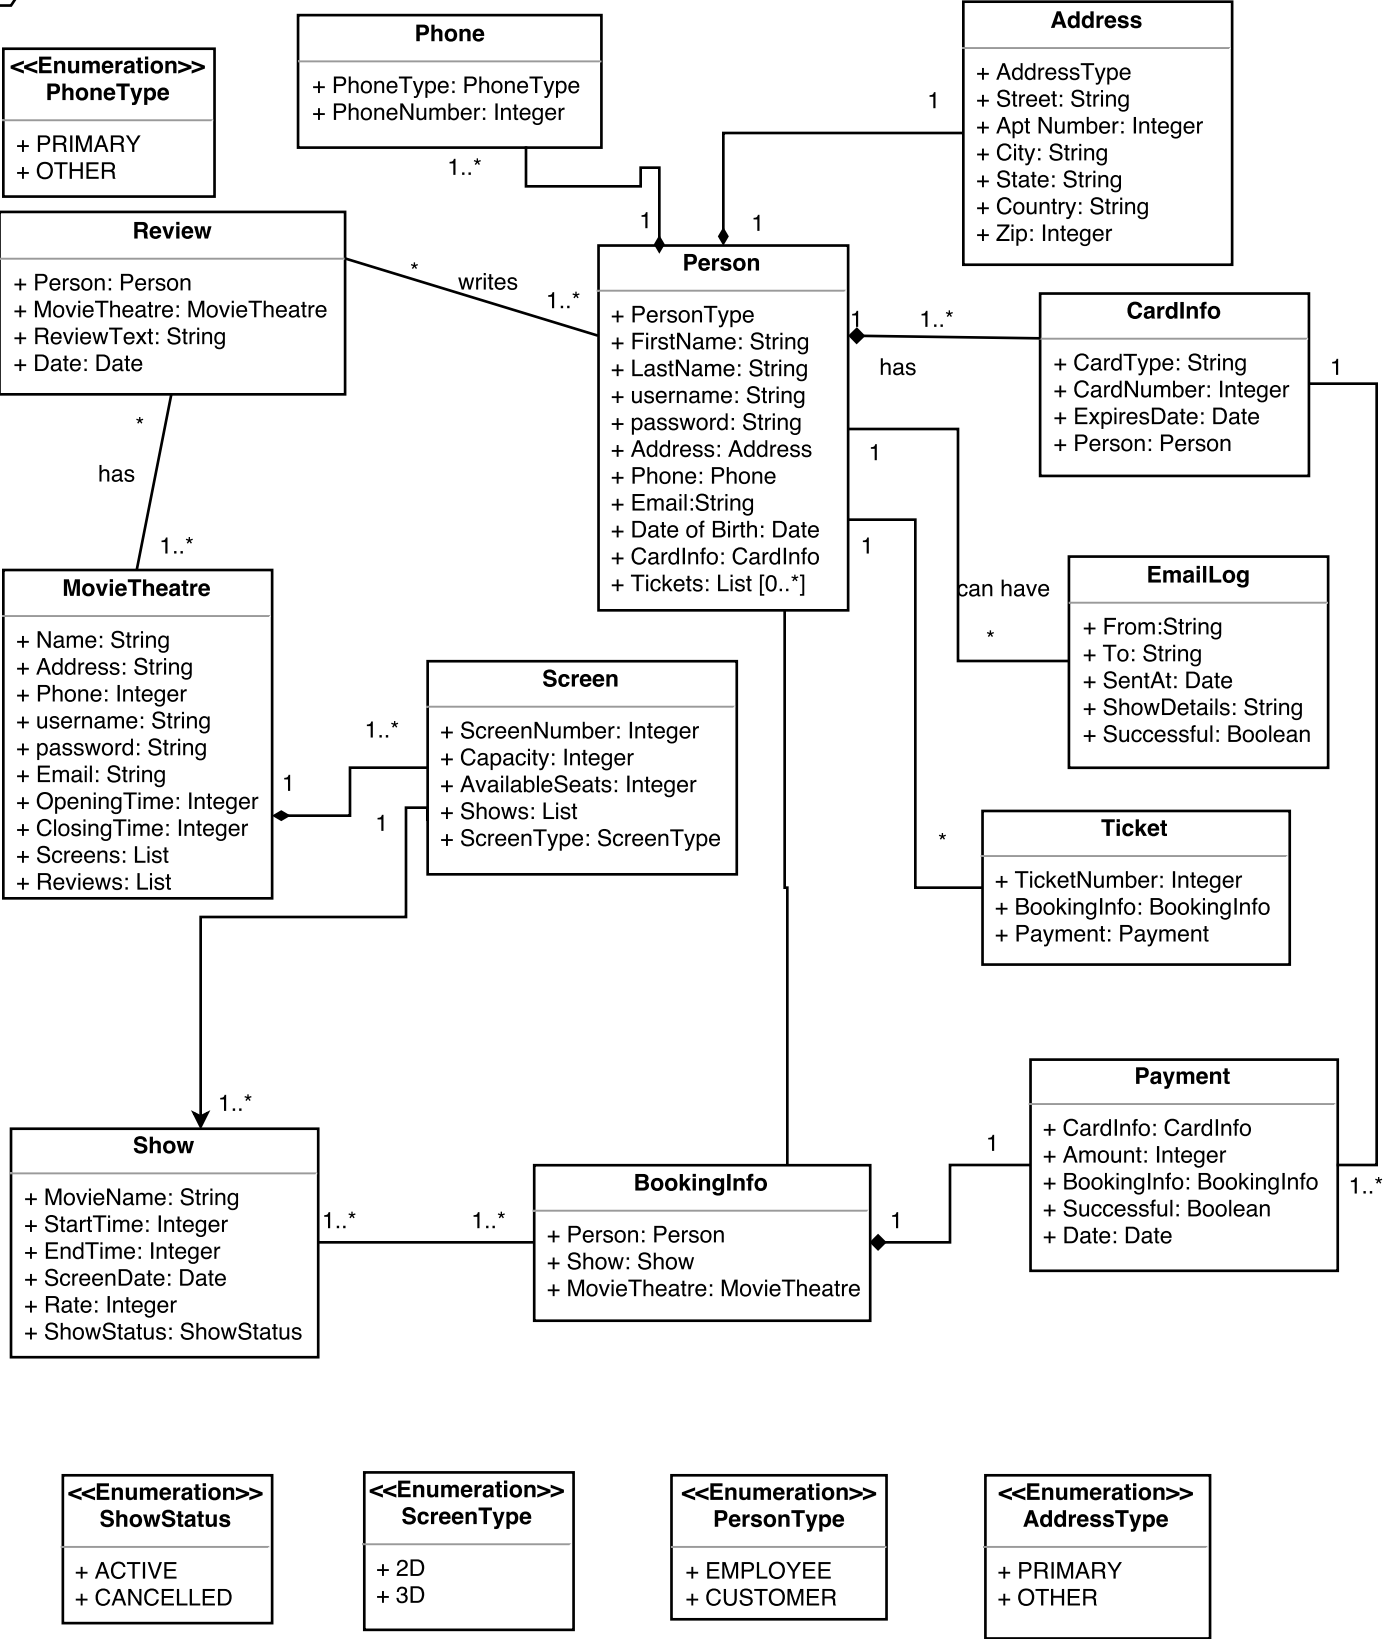 <<Enumeration>>
PhoneType
+ PRIMARY
+ OTHER
Phone
+ PhoneType: PhoneType
+ PhoneNumber: Integer
1..*
1
Address
+ AddressType
+ Street: String
+ Apt Number: Integer
+ City: String
+ State: String
+ Country: String
+ Zip: Integer
1
1
Review
+ Person: Person
+ MovieTheatre: MovieTheatre
+ ReviewText: String
+ Date: Date
*
writes
1..*
*
has
1..*
Person
+ PersonType
+ FirstName: String
+ LastName: String
+ username: String
+ password: String
+ Address: Address
+ Phone: Phone
+ Email:String
+ Date of Birth: Date
+ CardInfo: CardInfo
+ Tickets: List [0..*]
1
1..*
has
CardInfo
+ CardType: String
+ CardNumber: Integer
+ ExpiresDate: Date
+ Person: Person
1
1
can have
*
1
EmailLog
+ From:String
+ To: String
+ SentAt: Date
+ ShowDetails: String
+ Successful: Boolean
MovieTheatre
+ Name: String
+ Address: String
+ Phone: Integer
+ username: String
+ password: String
+ Email: String
+ OpeningTime: Integer
+ ClosingTime: Integer
+ Screens: List
+ Reviews: List
1
1..*
1
Screen
+ ScreenNumber: Integer
+ Capacity: Integer
+ AvailableSeats: Integer
+ Shows: List
+ ScreenType: ScreenType
*
Ticket
+ TicketNumber: Integer
+ BookingInfo: BookingInfo
+ Payment: Payment
1..*
Show
+ MovieName: String
+ StartTime: Integer
+ EndTime: Integer
+ ScreenDate: Date
+ Rate: Integer
+ ShowStatus: ShowStatus
1..*
1..*
BookingInfo
+ Person: Person
+ Show: Show
+ MovieTheatre: MovieTheatre
1
1
Payment
+ CardInfo: CardInfo
+ Amount: Integer
+ BookingInfo: BookingInfo
+ Successful: Boolean
+ Date: Date
1..*
<<Enumeration>>
ShowStatus
+ ACTIVE
+ CANCELLED
<<Enumeration>>
ScreenType
+ 2D
+ 3D
<<Enumeration>>
PersonType
+ EMPLOYEE
+ CUSTOMER
<<Enumeration>>
AddressType
+ PRIMARY
+ OTHER